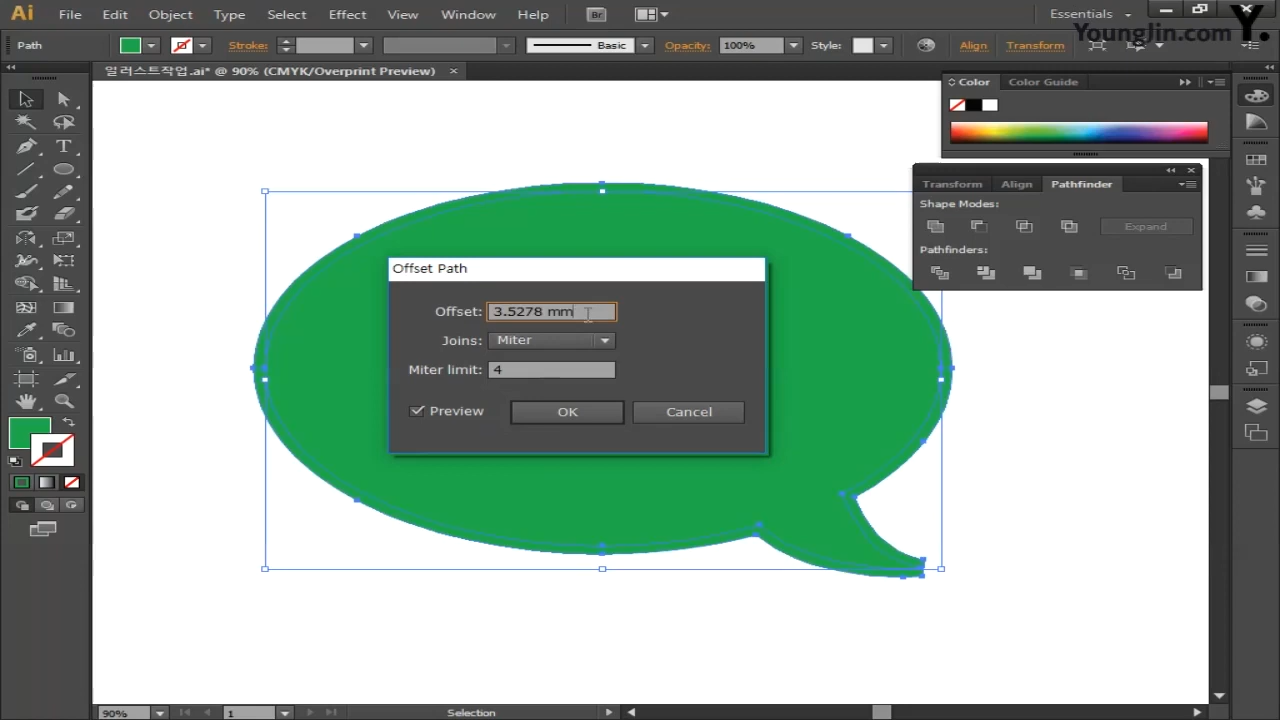 Ai File Edit Object Type Select Effect View Window Help Br Essentials
YoungJin.com Y.
Path Stroke: Basic Opacity: 100% Style: Align Transform
일러스트작업.ai* @ 90% (CMYK/Overprint Preview) ×
Color Color Guide
Transform Align Pathfinder
Shape Modes:
Expand
Pathfinders:
Offset Path
Offset: 3.5278 mm
Joins: Miter
Miter limit: 4
Preview OK Cancel
90% 1 Selection